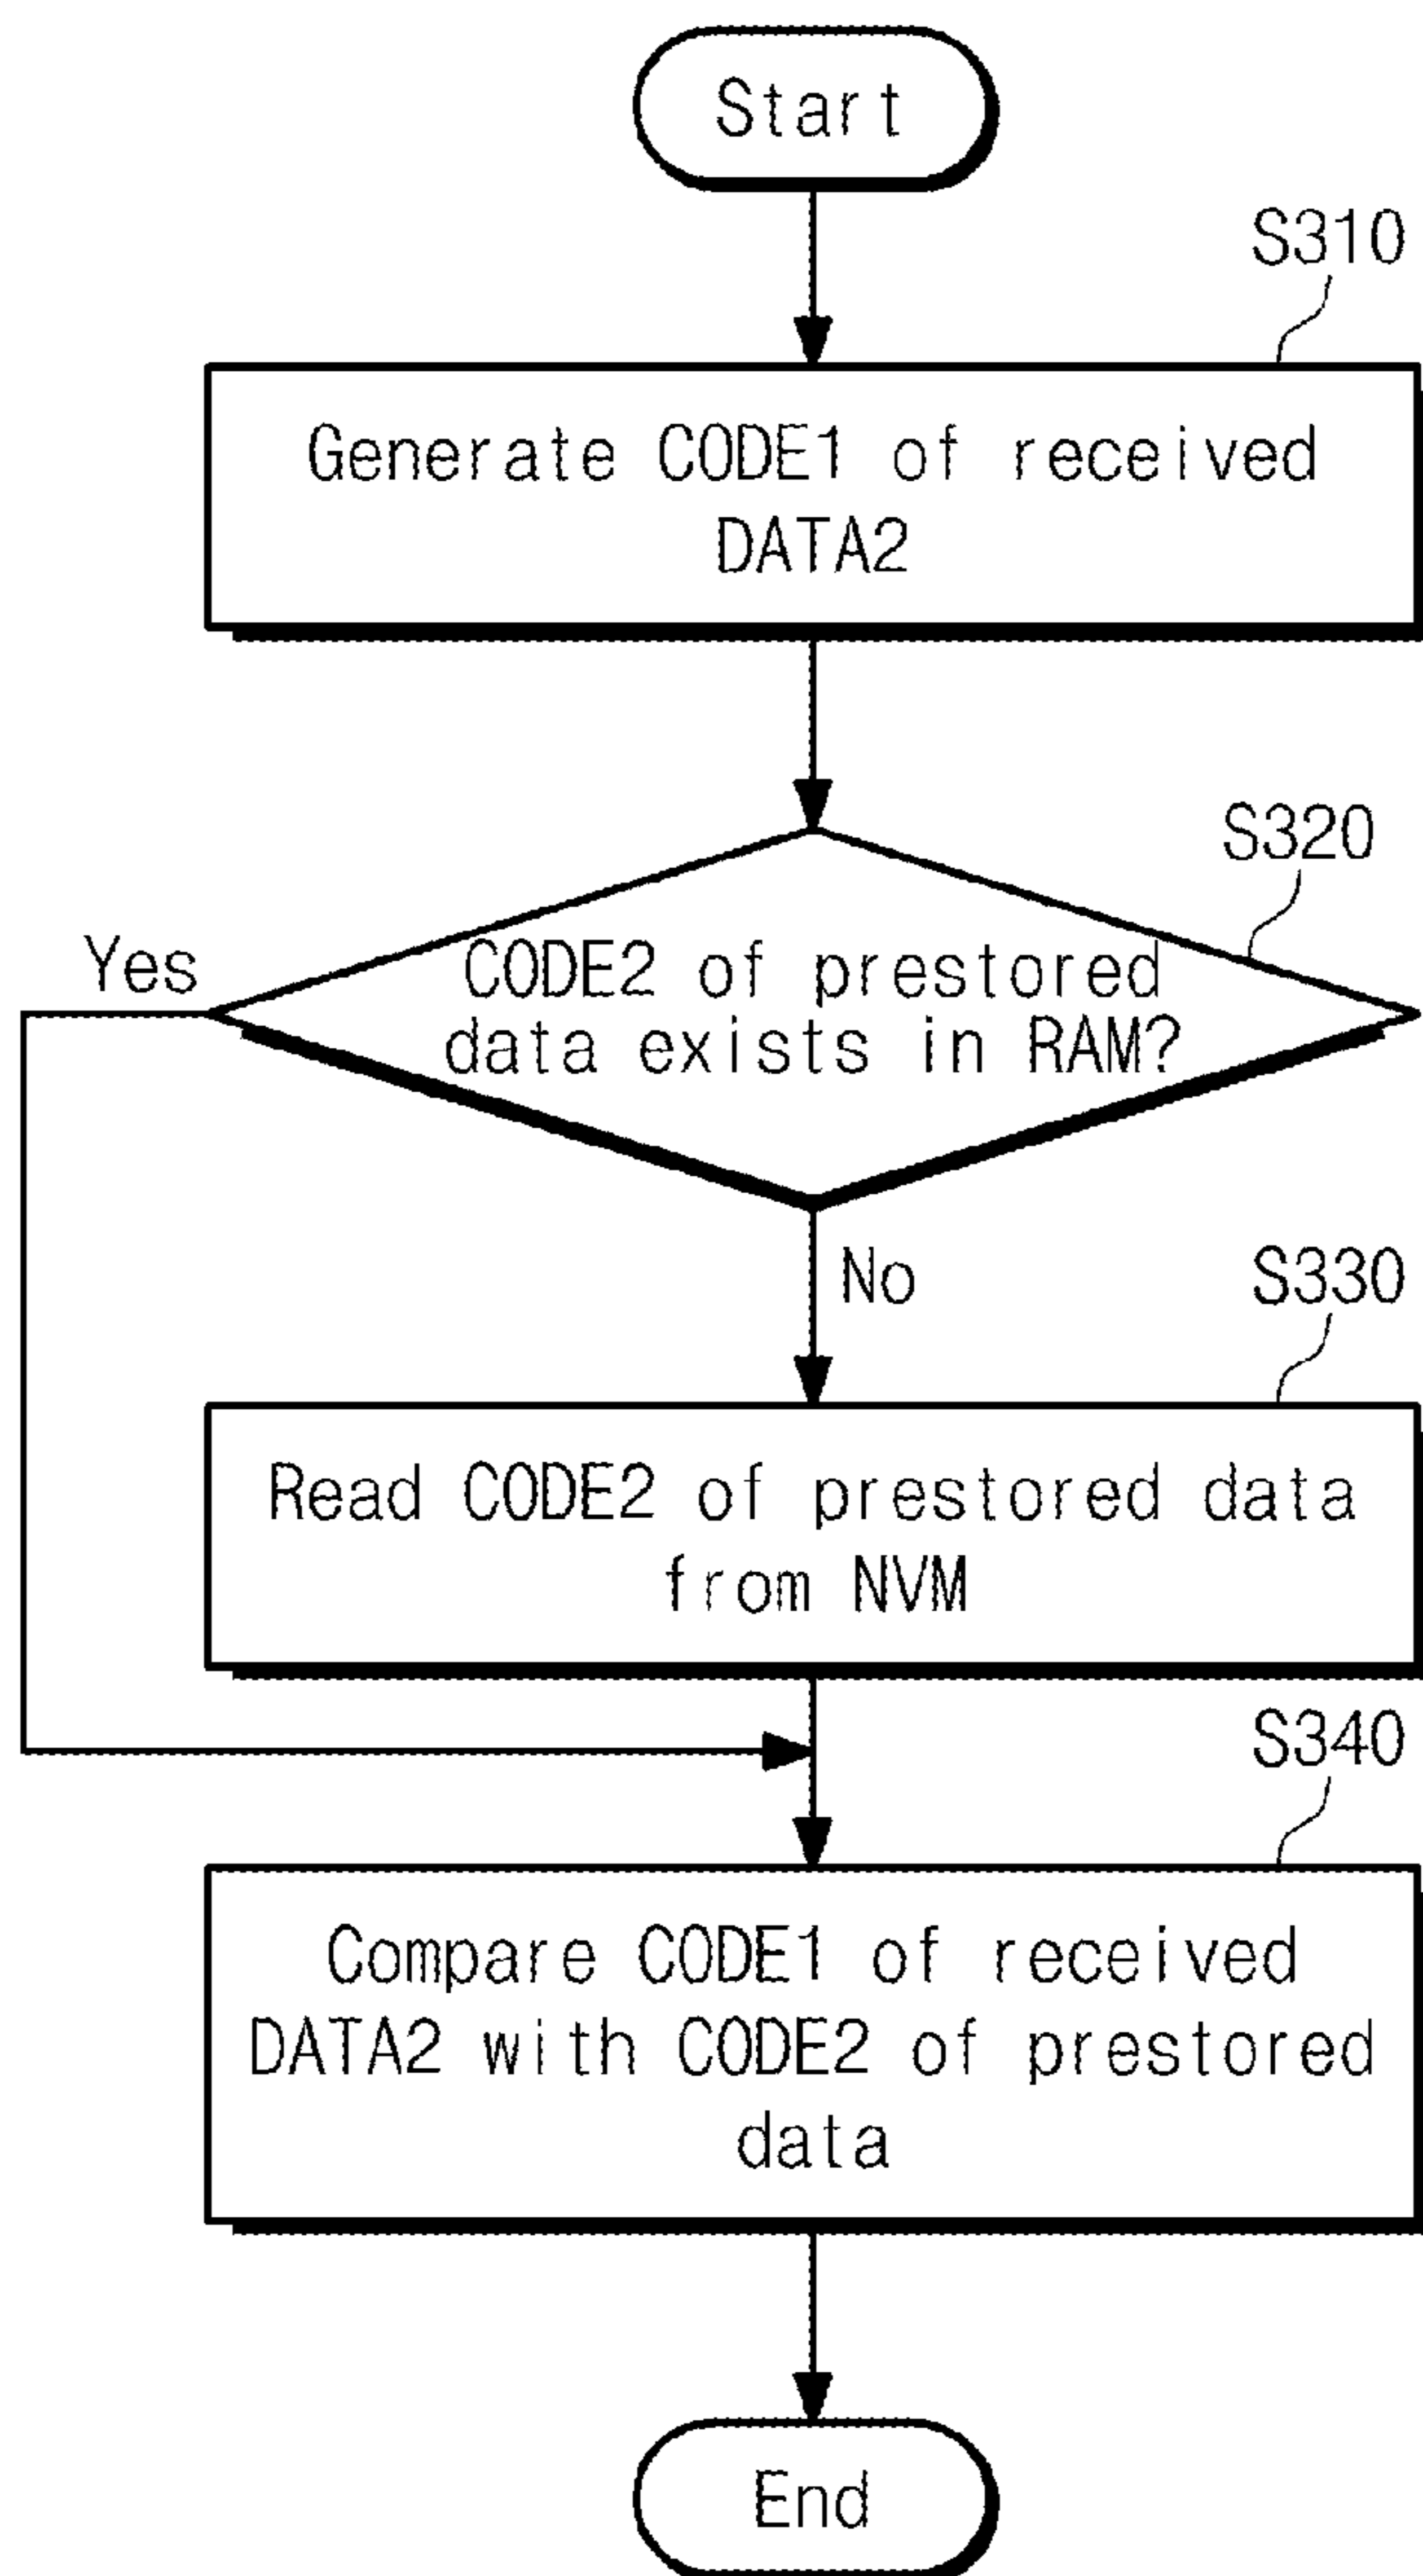 Start
S310
Generate CODE1 of received
DATA2
S320
Yes
CODE2 of prestored
data exists in RAM?
No
S330
Read CODE2 of prestored data
from NVM
S340
Compare CODE1 of received
DATA2 with CODE2 of prestored
data
End